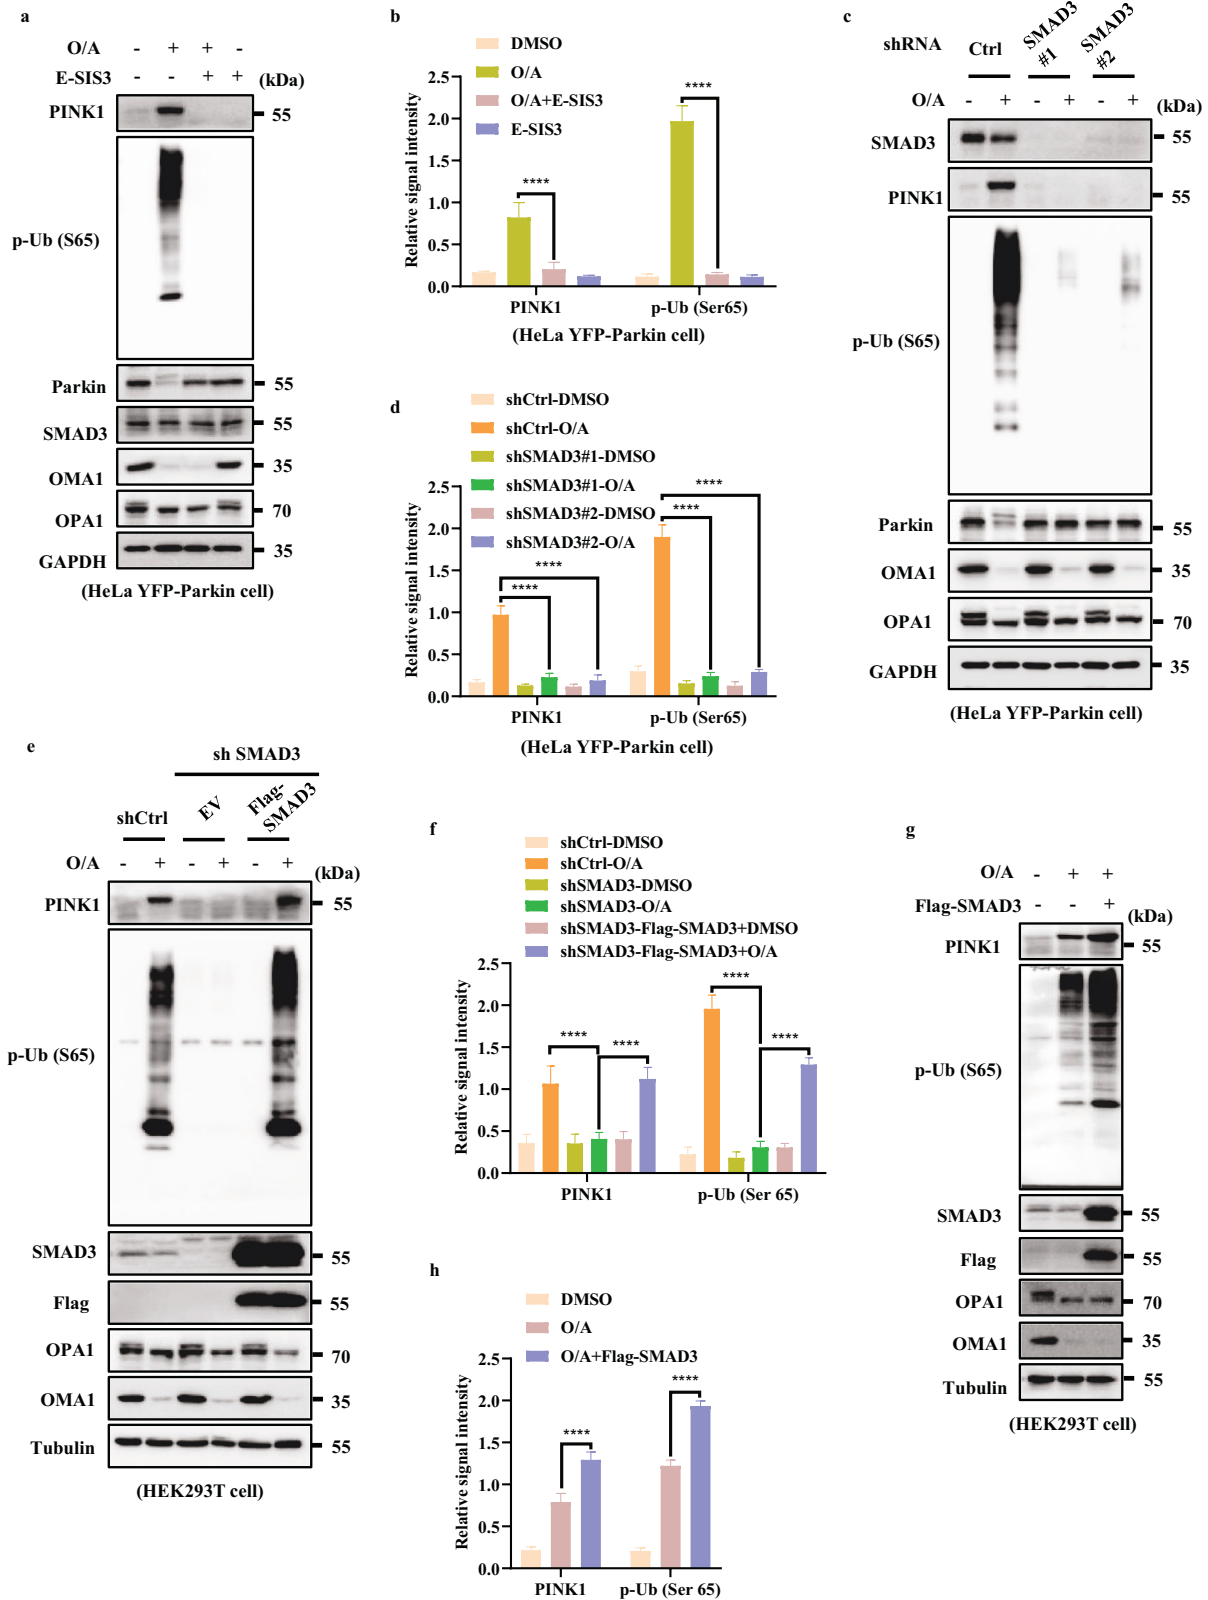 a
O/A - + + -
E-SIS3 - - + + (kDa)
PINK1 55
p-Ub (S65)
Parkin 55
SMAD3 55
OMA1 35
OPA1 70
GAPDH 35
(HeLa YFP-Parkin cell)
b
DMSO
O/A
O/A+E-SIS3
E-SIS3
Relative signal intensity
2.5
2.0
1.5
1.0
0.5
0.0
****
****
PINK1 p-Ub (Ser65)
(HeLa YFP-Parkin cell)
c
shRNA Ctrl SMAD3 #1 SMAD3 #2
O/A - + - + - + (kDa)
SMAD3 55
PINK1 55
p-Ub (S65)
Parkin 55
OMA1 35
OPA1 70
GAPDH 35
(HeLa YFP-Parkin cell)
d
shCtrl-DMSO
shCtrl-O/A
shSMAD3#1-DMSO
shSMAD3#1-O/A
shSMAD3#2-DMSO
shSMAD3#2-O/A
Relative signal intensity
2.5
2.0
1.5
1.0
0.5
0.0
****
****
****
****
PINK1 p-Ub (Ser65)
(HeLa YFP-Parkin cell)
e
sh SMAD3
shCtrl EV Flag-SMAD3
O/A - + - + - + (kDa)
PINK1 55
p-Ub (S65)
SMAD3 55
Flag 55
OPA1 70
OMA1 35
Tubulin 55
(HEK293T cell)
f
shCtrl-DMSO
shCtrl-O/A
shSMAD3-DMSO
shSMAD3-O/A
shSMAD3-Flag-SMAD3+DMSO
shSMAD3-Flag-SMAD3+O/A
Relative signal intensity
2.5
2.0
1.5
1.0
0.5
0.0
****
****
****
****
PINK1 p-Ub (Ser 65)
g
O/A - + +
Flag-SMAD3 - - + (kDa)
PINK1 55
p-Ub (S65)
SMAD3 55
Flag 55
OPA1 70
OMA1 35
Tubulin 55
(HEK293T cell)
h
DMSO
O/A
O/A+Flag-SMAD3
Relative signal intensity
2.5
2.0
1.5
1.0
0.5
0.0
****
****
PINK1 p-Ub (Ser 65)